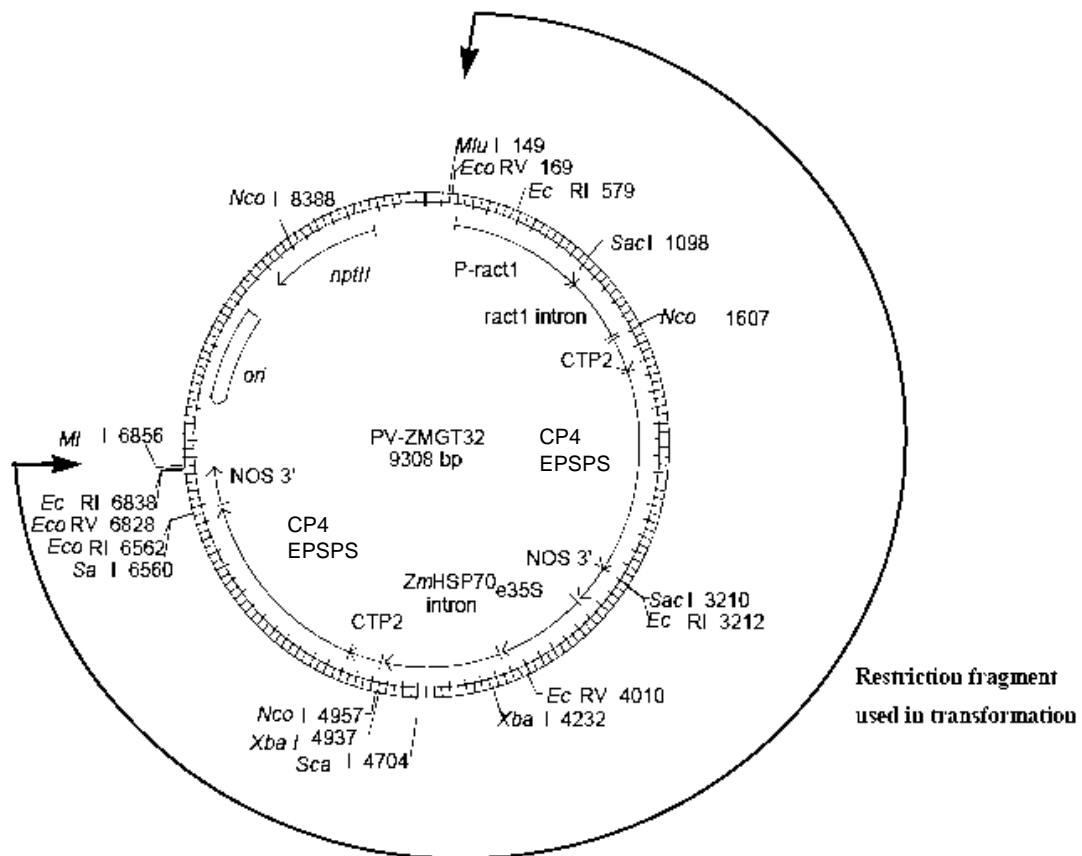 Mlu I 149
Eco RV 169
Ec RI 579
Nco I 8388
SacI 1098
P-ract1
nptII
ract1 intron
Nco 1607
CTP2
ori
Ml I 6856
PV-ZMGT32
9308 bp
CP4
EPSPS
NOS 3'
Ec RI 6838
Eco RV 6828
Eco RI 6562
Sa I 6560
CP4
EPSPS
NOS 3'
ZmHSP70
intron
e35S
SacI 3210
Ec RI 3212
CTP2
Ec RV 4010
Xba I 4232
Nco I 4957
Xba I 4937
Sca I 4704
Restriction fragment
used in transformation